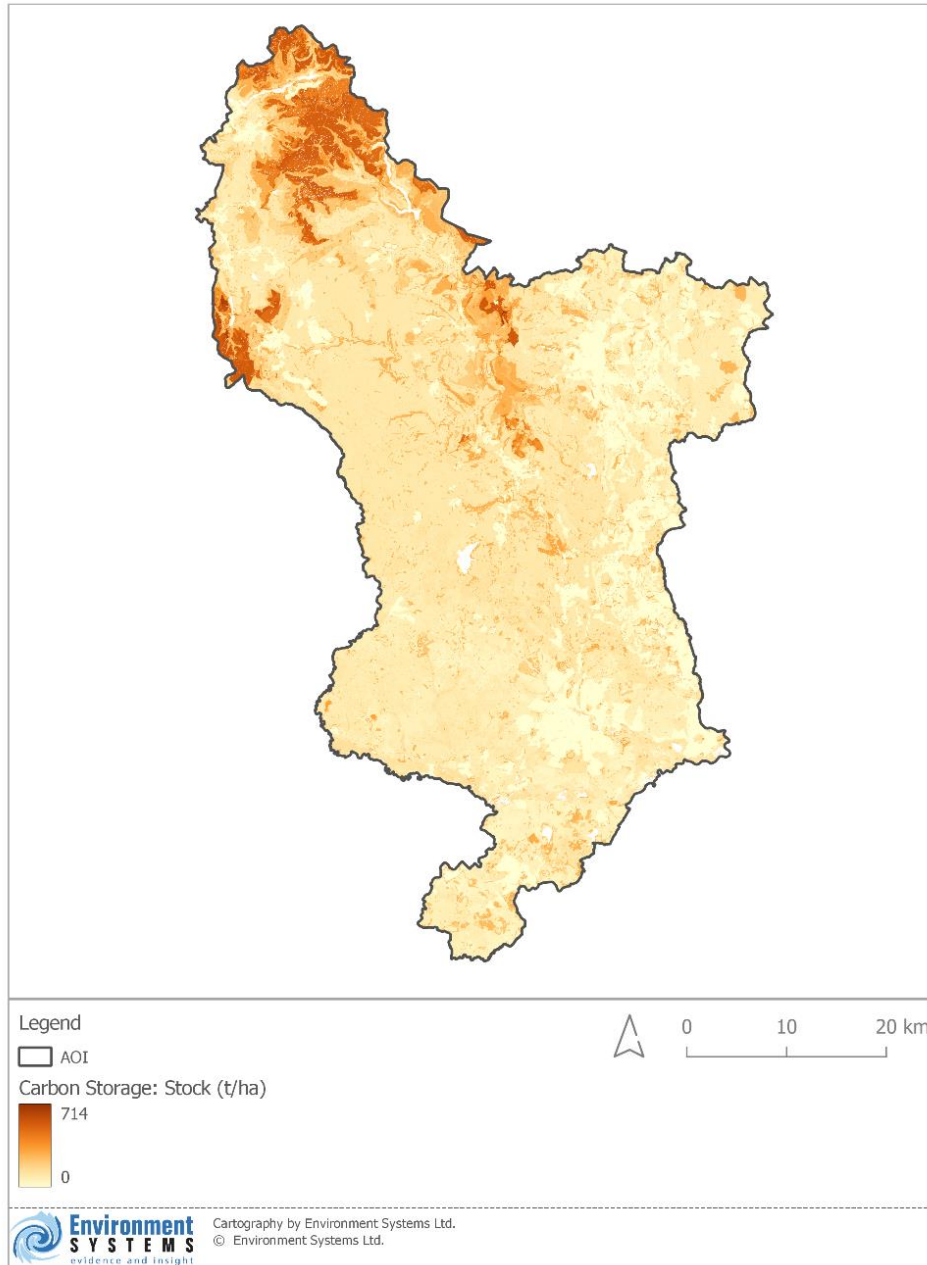 Legend
AOI
Carbon Storage: Stock (t/ha)
714
0
0 10 20 km
Environment
SYSTEMS
evidence and insight
Cartography by Environment Systems Ltd.
© Environment Systems Ltd.